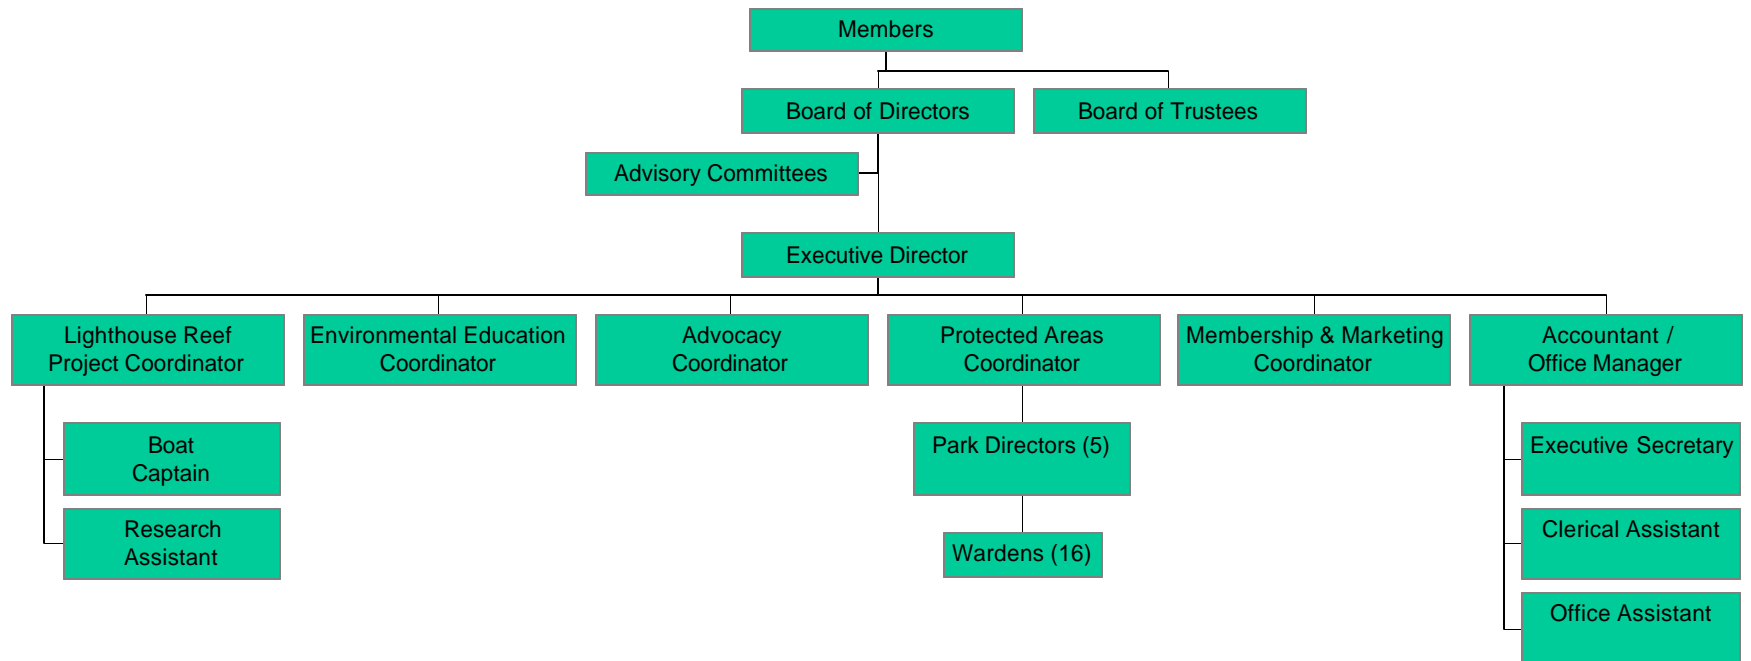 Members
Board of Directors
Board of Trustees
Advisory Committees
Executive Director
Lighthouse Reef
Project Coordinator
Environmental Education
Coordinator
Advocacy
Coordinator
Protected Areas
Coordinator
Membership & Marketing
Coordinator
Accountant /
Office Manager
Boat
Captain
Research
Assistant
Park Directors (5)
Wardens (16)
Executive Secretary
Clerical Assistant
Office Assistant